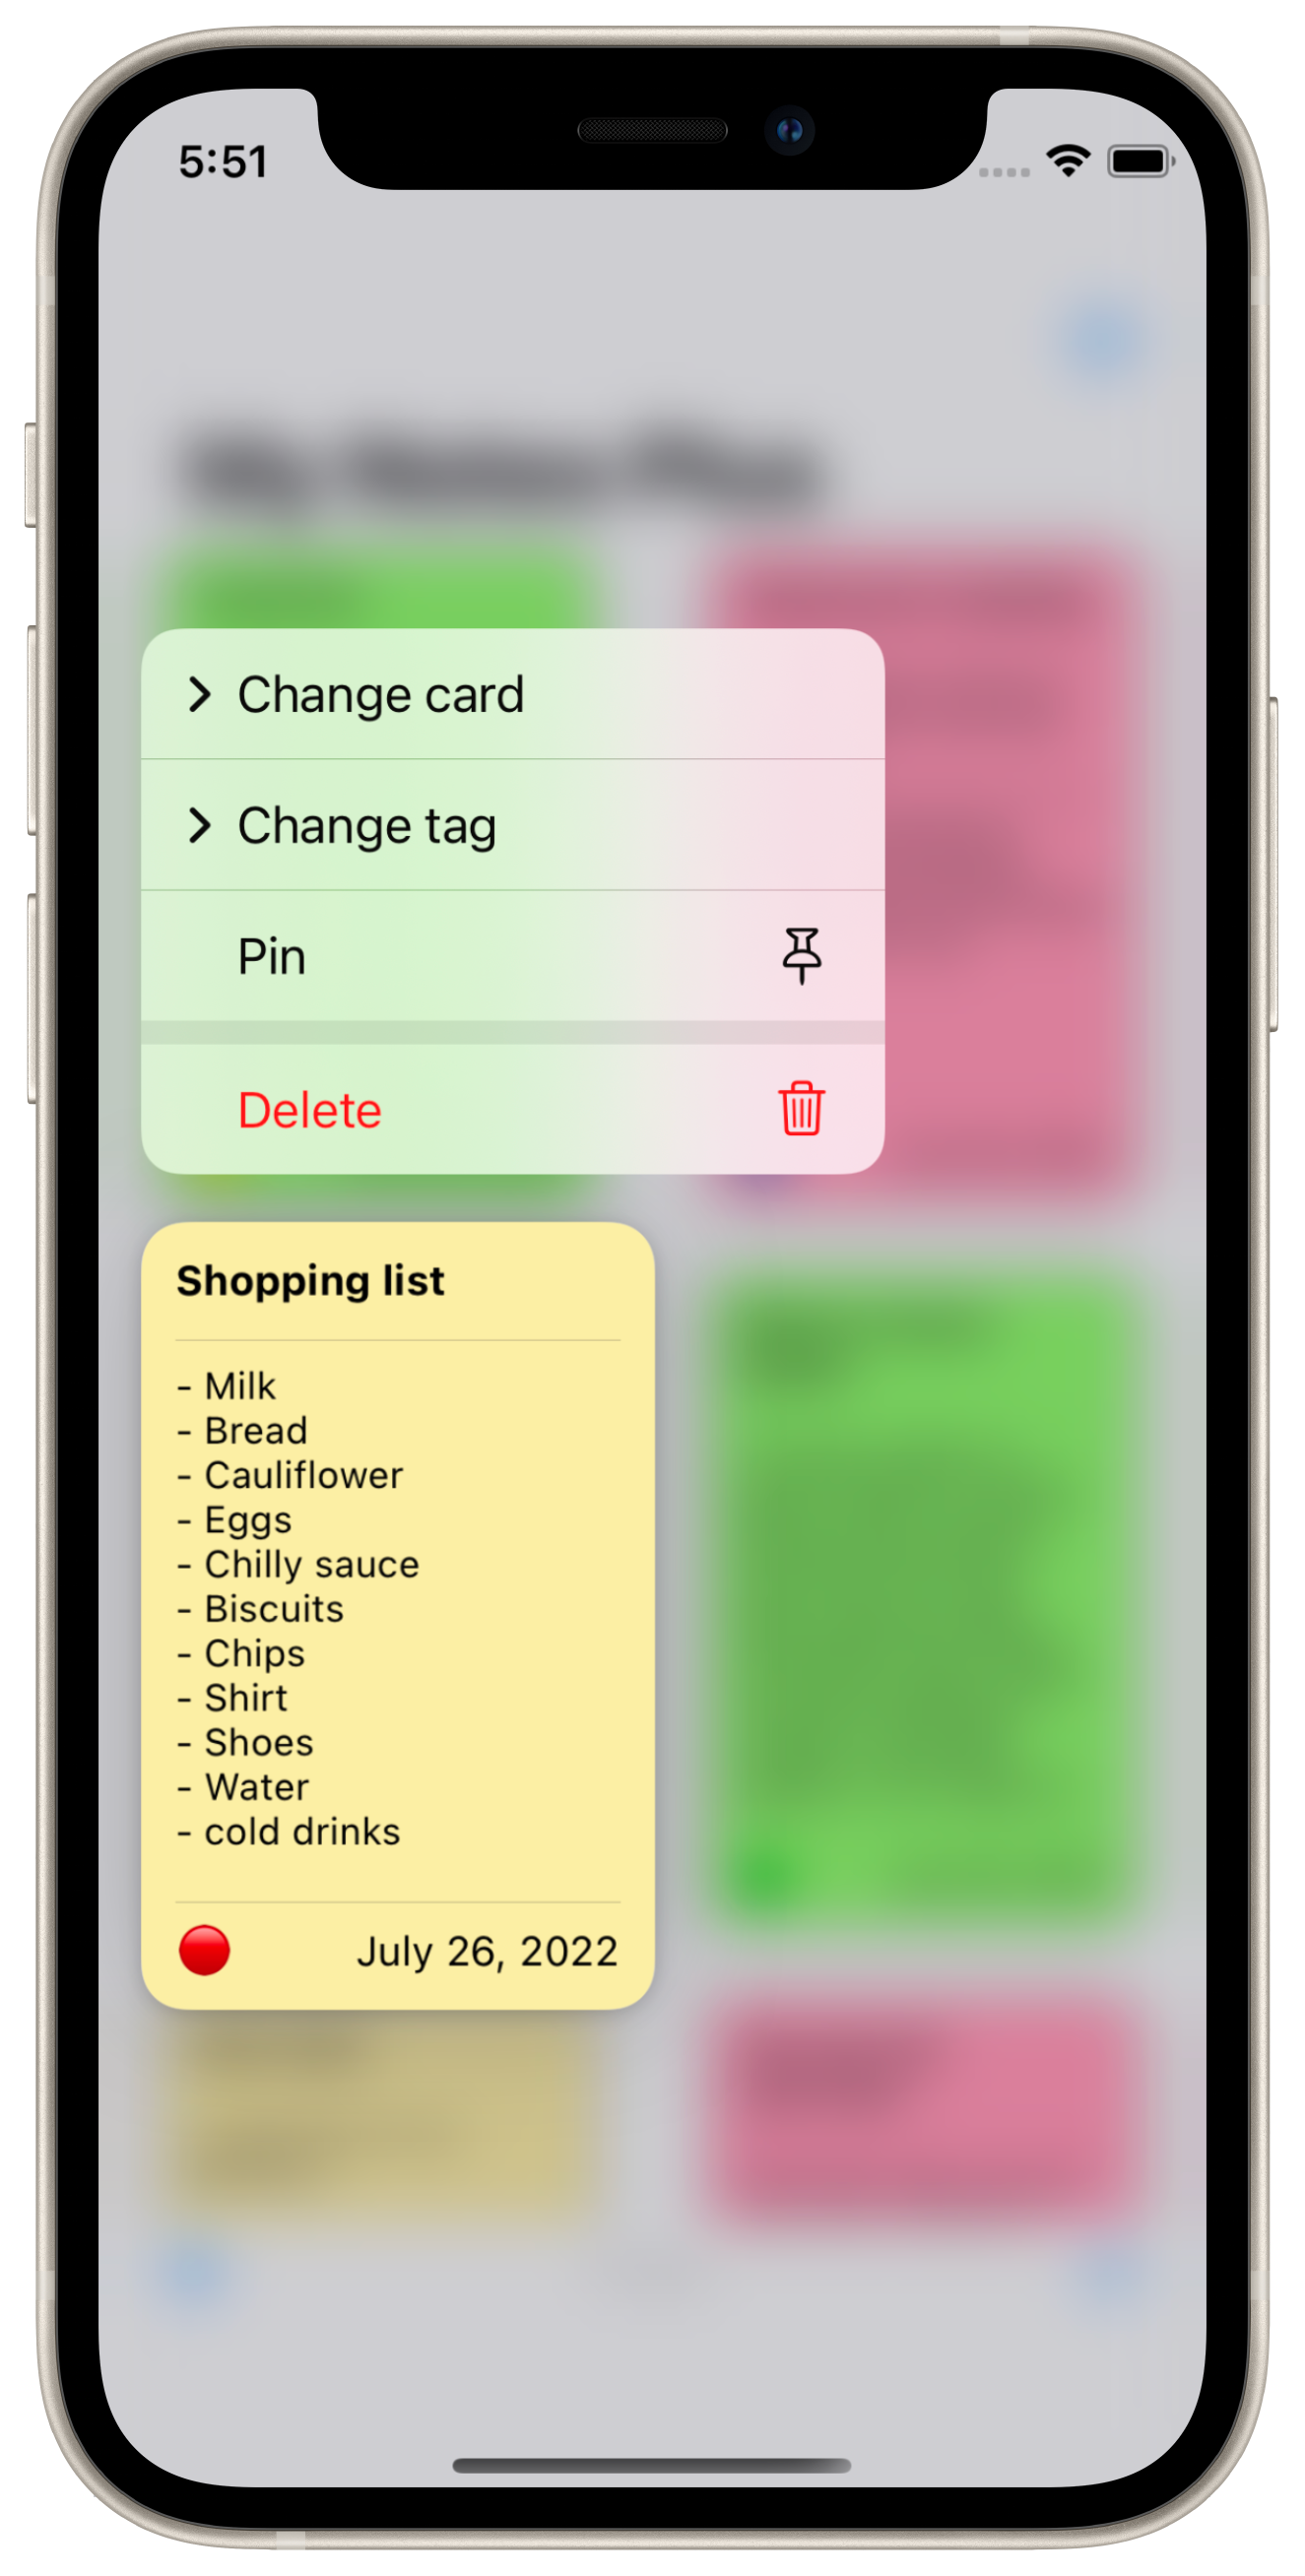 5:51
Change card
Change tag
Pin
Delete
Shopping list
- Milk
- Bread
- Cauliflower
- Eggs
- Chilly sauce
- Biscuits
- Chips
- Shirt
- Shoes
- Water
- cold drinks
July 26, 2022